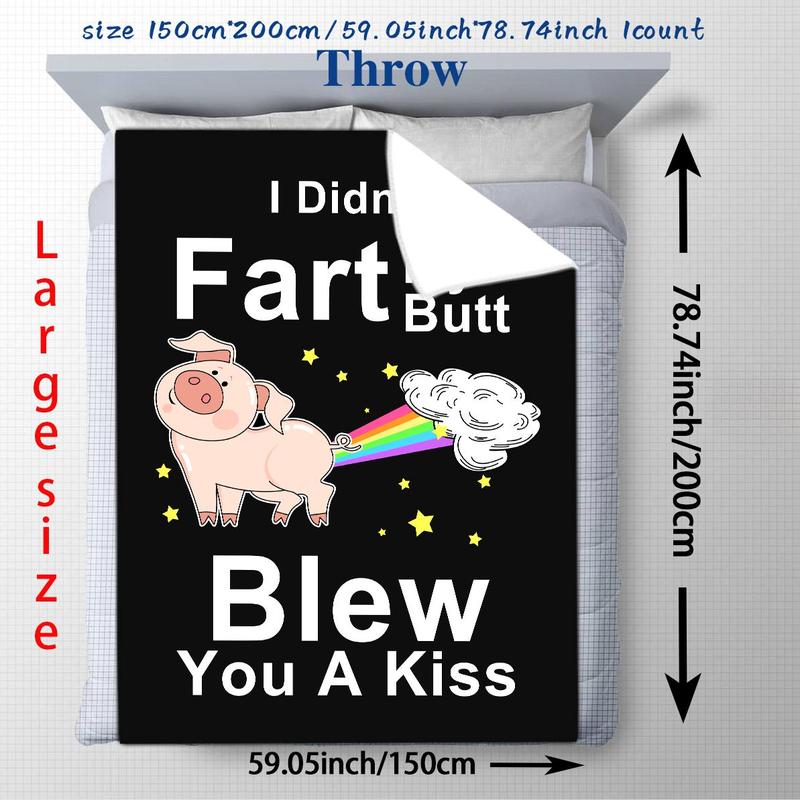 size 150cm*200cm/59.05inch*78.74inch 1count
Throw
I Didn
Fart
Butt
Blew
You A Kiss
Large size
78.74inch/200cm
59.05inch/150cm